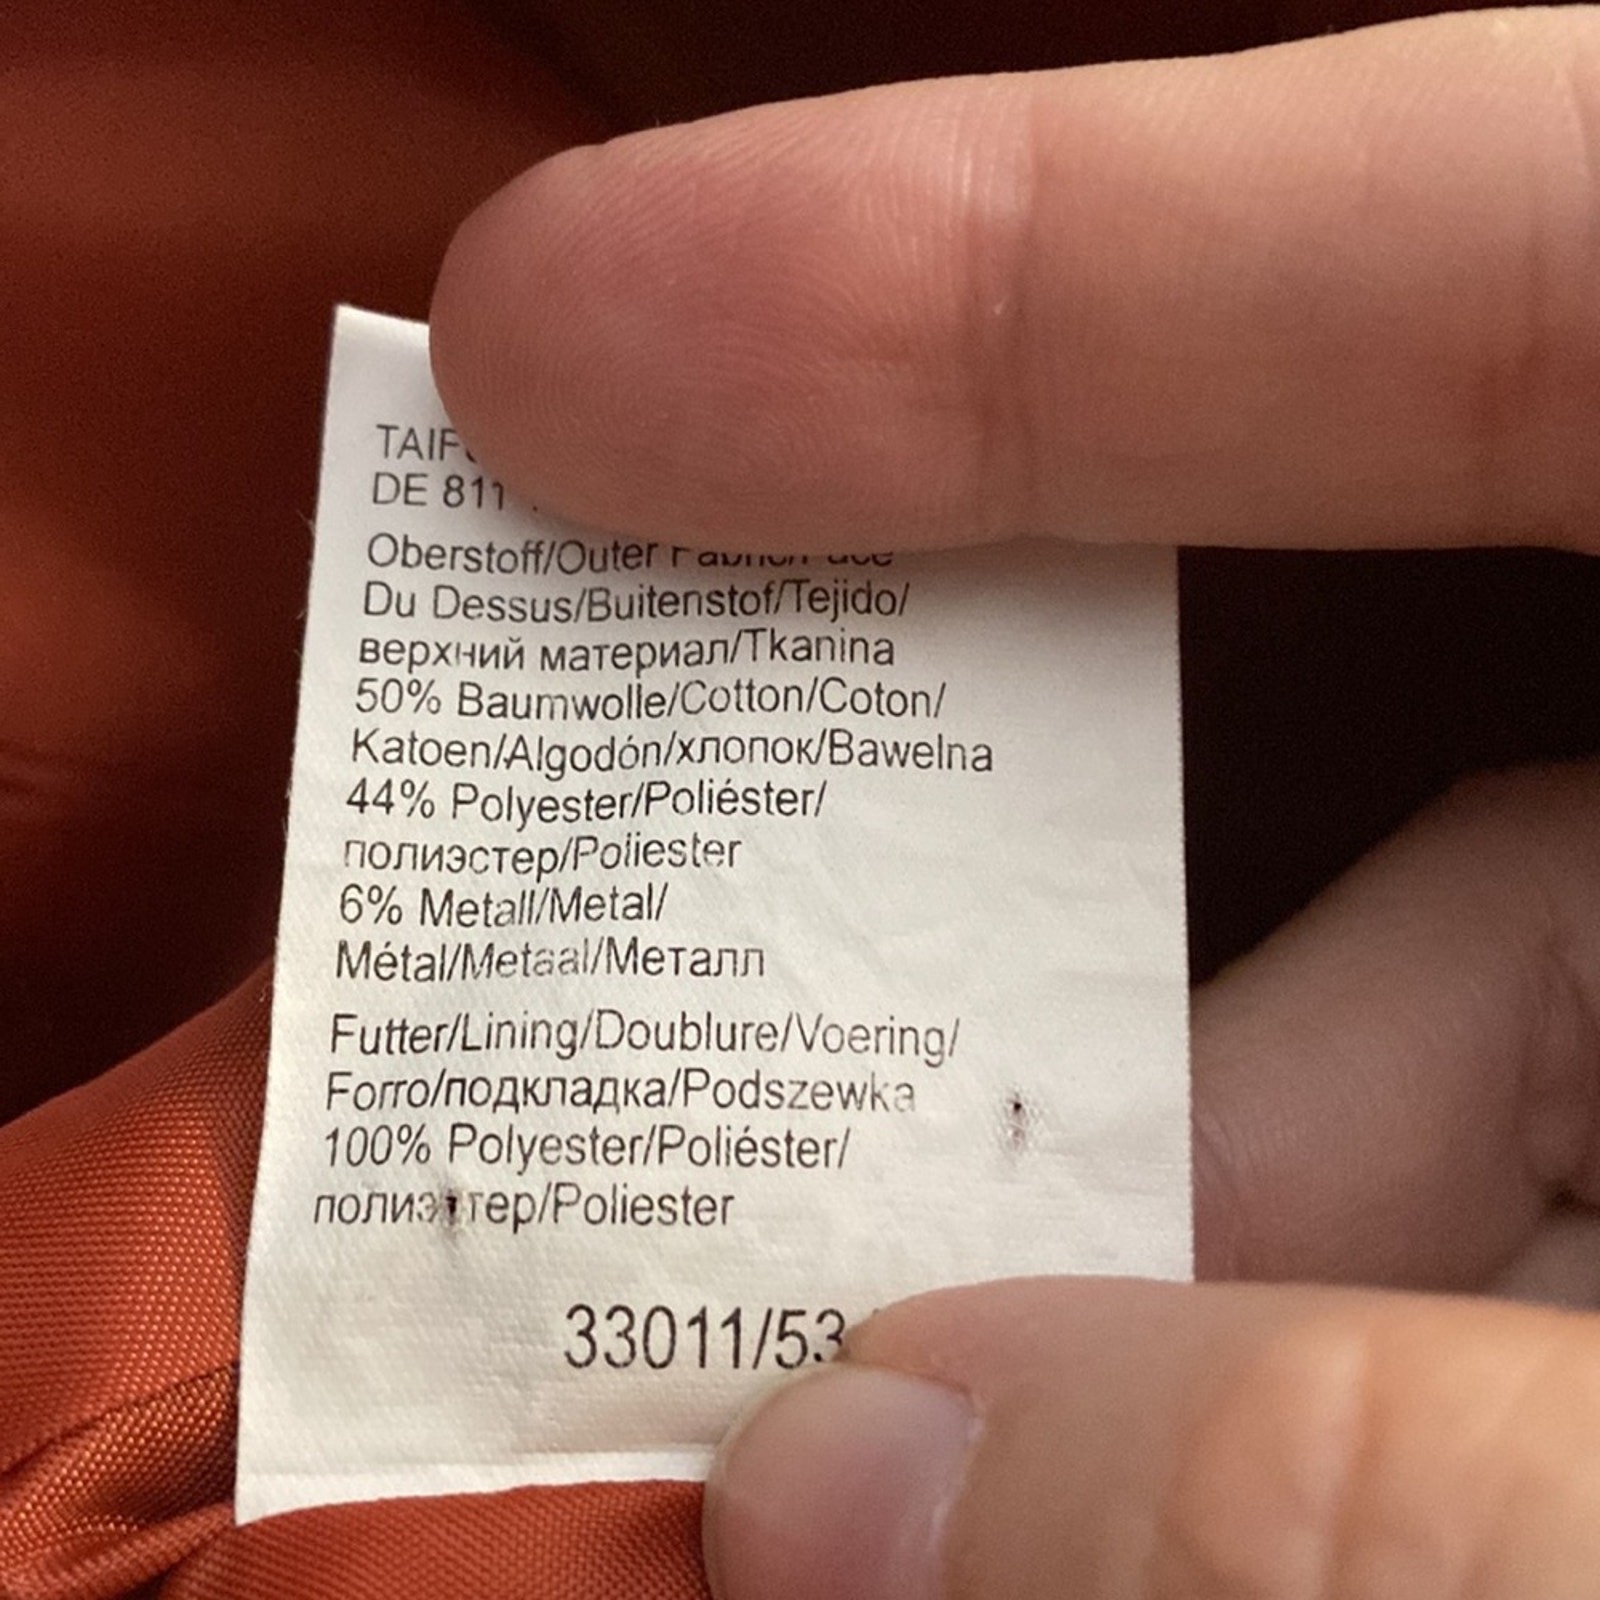 DE 811
Oberstoff/Outer
Du Dessus/Buitenstof/Tejido/
верхний материал/Tkanina
50% Baumwolle/Cotton/Coton/
Katoen/Algodón/хлопок/Bawełna
44% Polyester/Poliéster/
полиэстер/Poliester
6% Metall/Metal/
Métal/Metaal/Металл
Futter/Lining/Doublure/Voering/
Forro/подкладка/Podszewka
100% Polyester/Poliéster/
полиэстер/Poliester
33011/53